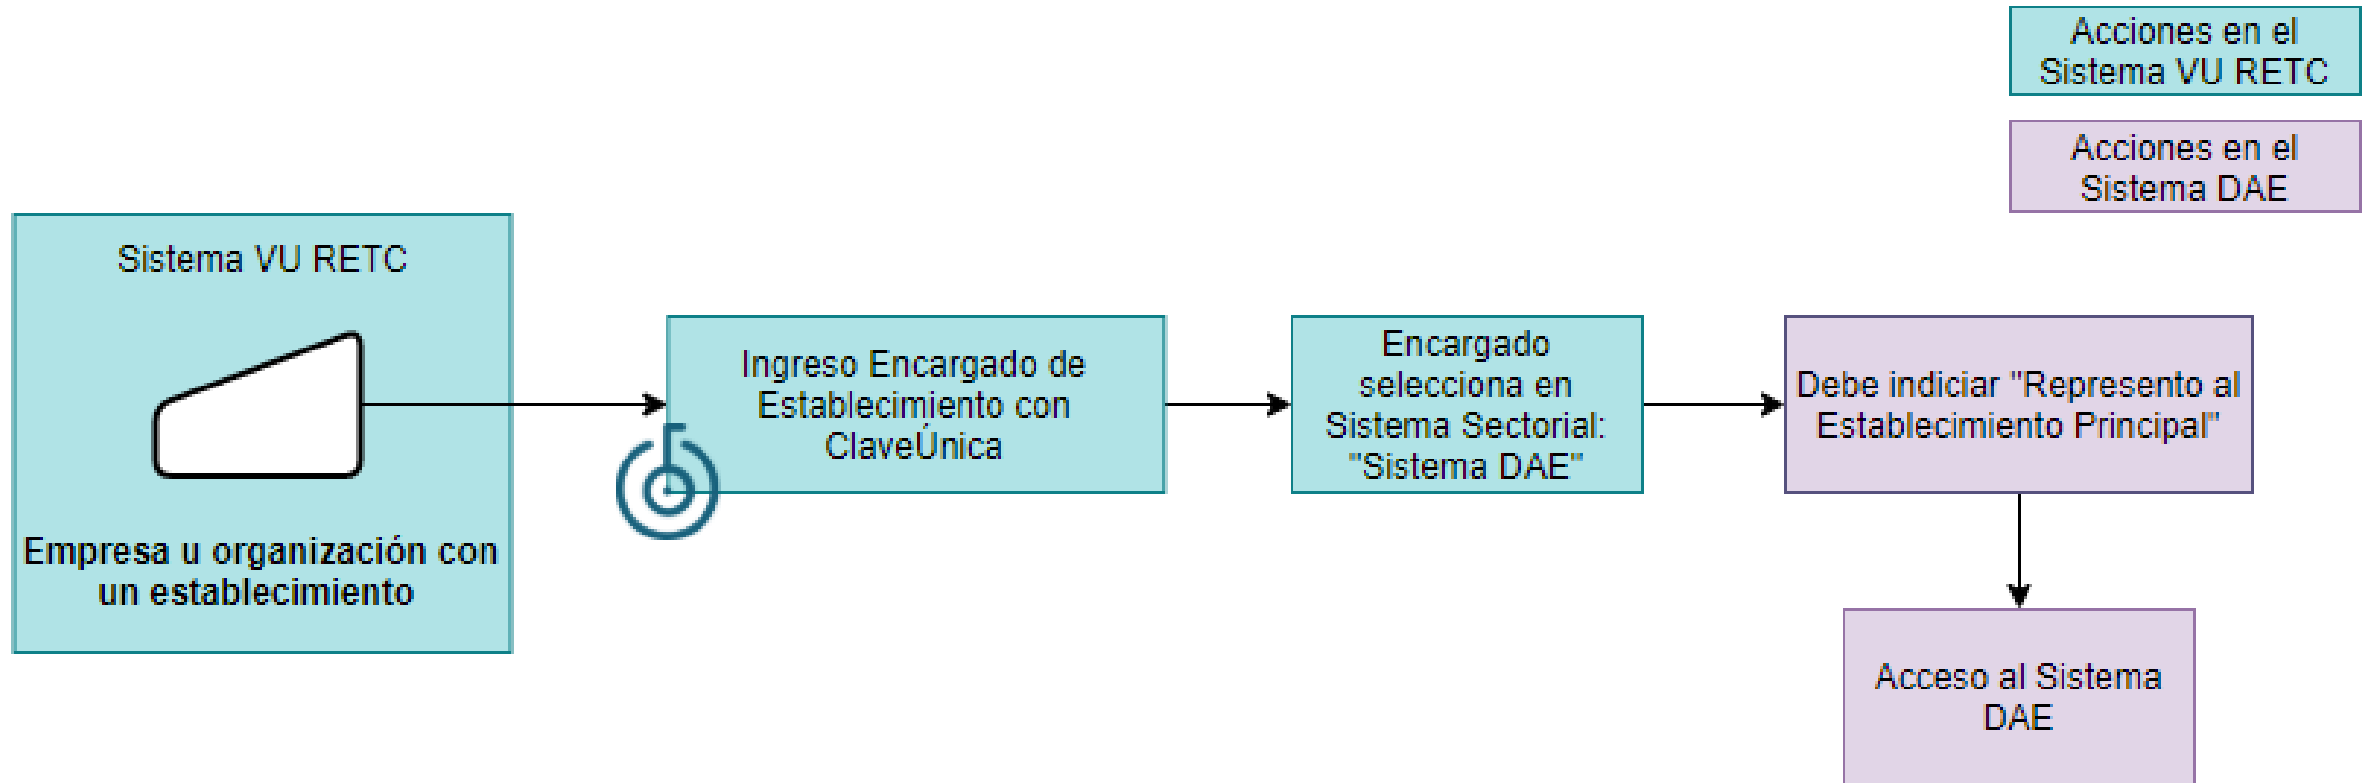 Acciones en el
Sistema VU RETC
Acciones en el
Sistema DAE
Sistema VU RETC
Empresa u organización con
un establecimiento
Ingreso Encargado de
Establecimiento con
ClaveÚnica
Encargado
selecciona en
Sistema Sectorial:
"Sistema DAE"
Debe indiciar "Represento al
Establecimiento Principal"
Acceso al Sistema
DAE